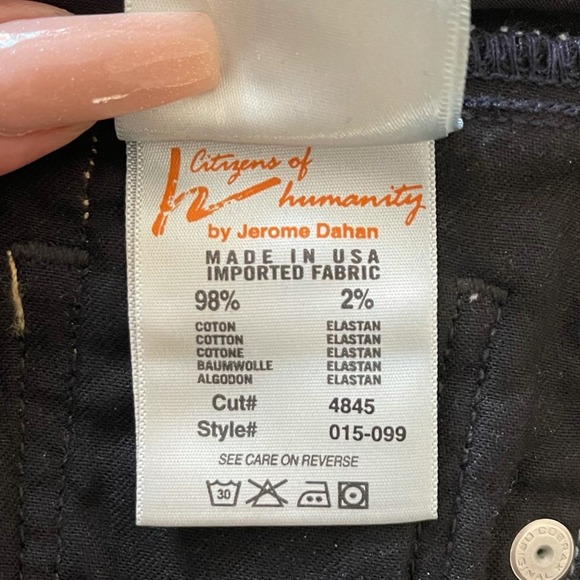 Citizens of
humanity
by Jerome Dahan
MADE IN USA
IMPORTED FABRIC
98% 2%
COTON ELASTAN
COTTON ELASTAN
COTONE ELASTAN
BAUMWOLLE ELASTAN
ALGODON ELASTAN
Cut# 4845
Style# 015-099
SEE CARE ON REVERSE
30